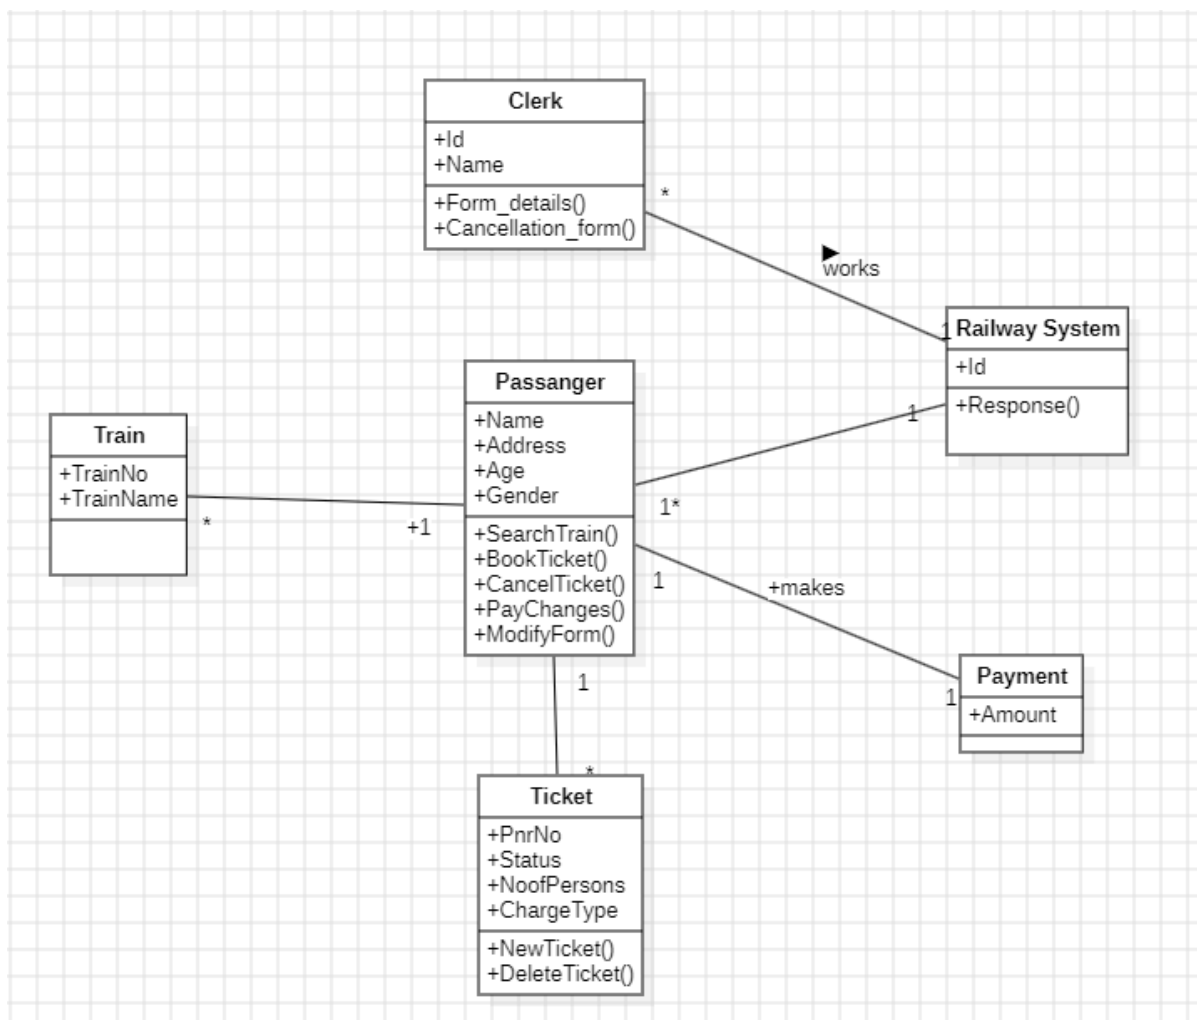 Clerk
+Id
+Name
+Form_details()
+Cancellation_form()
*
works
1
Railway System
+Id
+Response()
1
1*
Passanger
+Name
+Address
+Age
+Gender
+SearchTrain()
+BookTicket()
+CancelTicket()
+PayChanges()
+ModifyForm()
Train
+TrainNo
+TrainName
*
+1
1
+makes
1
Payment
+Amount
1
*
Ticket
+PnrNo
+Status
+NoofPersons
+ChargeType
+NewTicket()
+DeleteTicket()